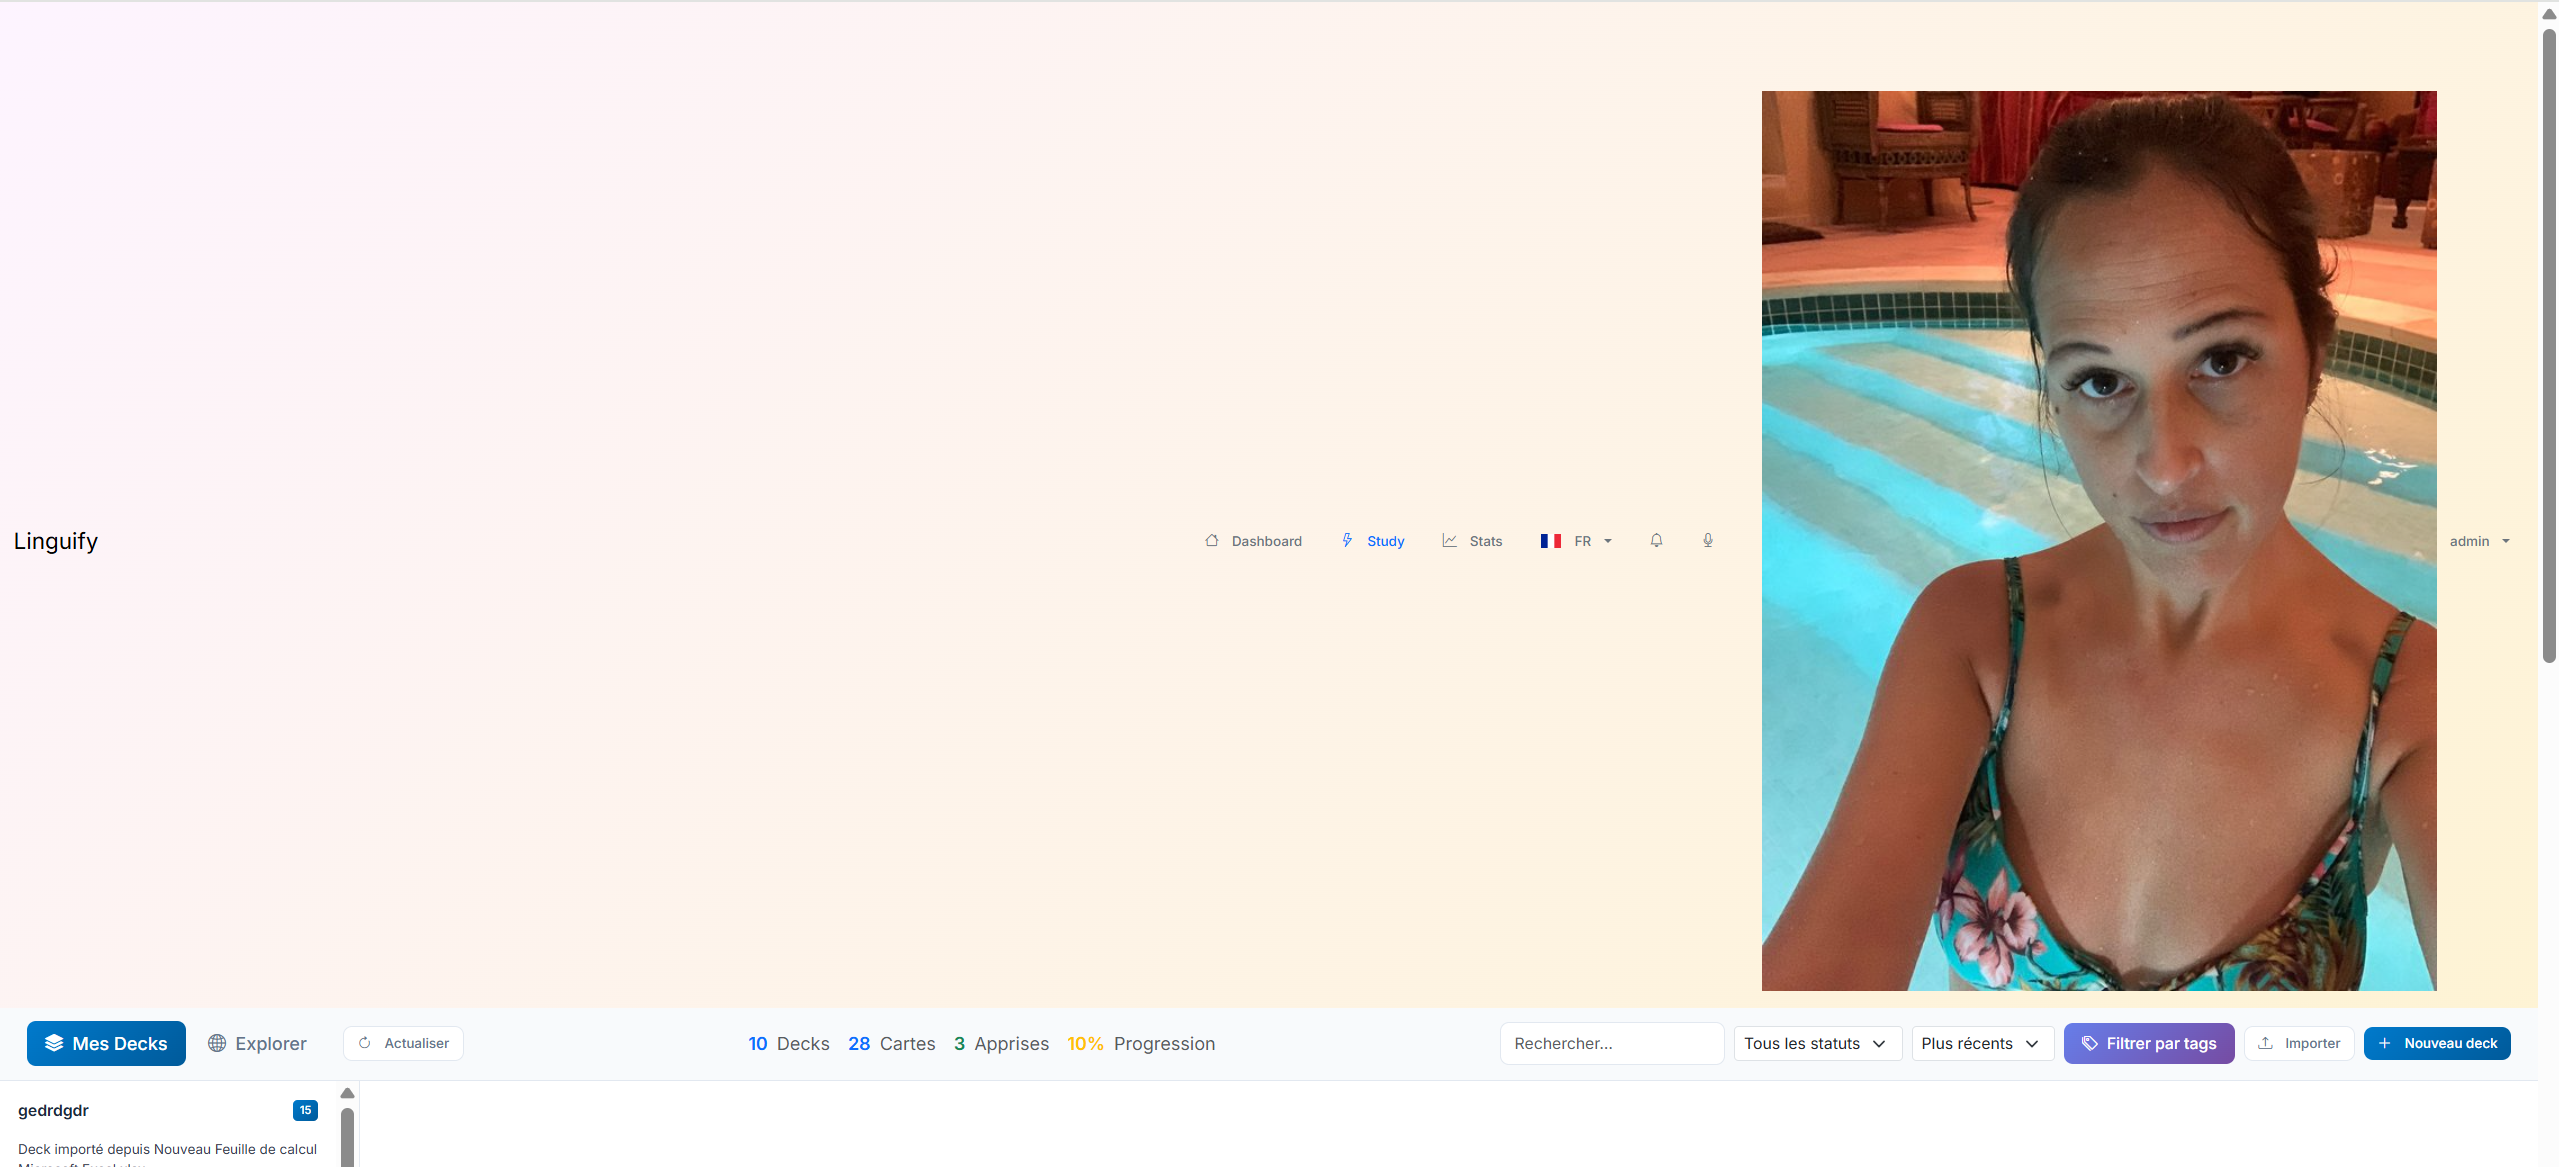 Linguify
Dashboard Study Stats FR admin
Mes Decks Explorer Actualiser 10 Decks 28 Cartes 3 Apprises 10% Progression Rechercher... Tous les statuts Plus récents Filtrer par tags Importer Nouveau deck
gedrdgdr 15
Deck importé depuis Nouveau Feuille de calcul